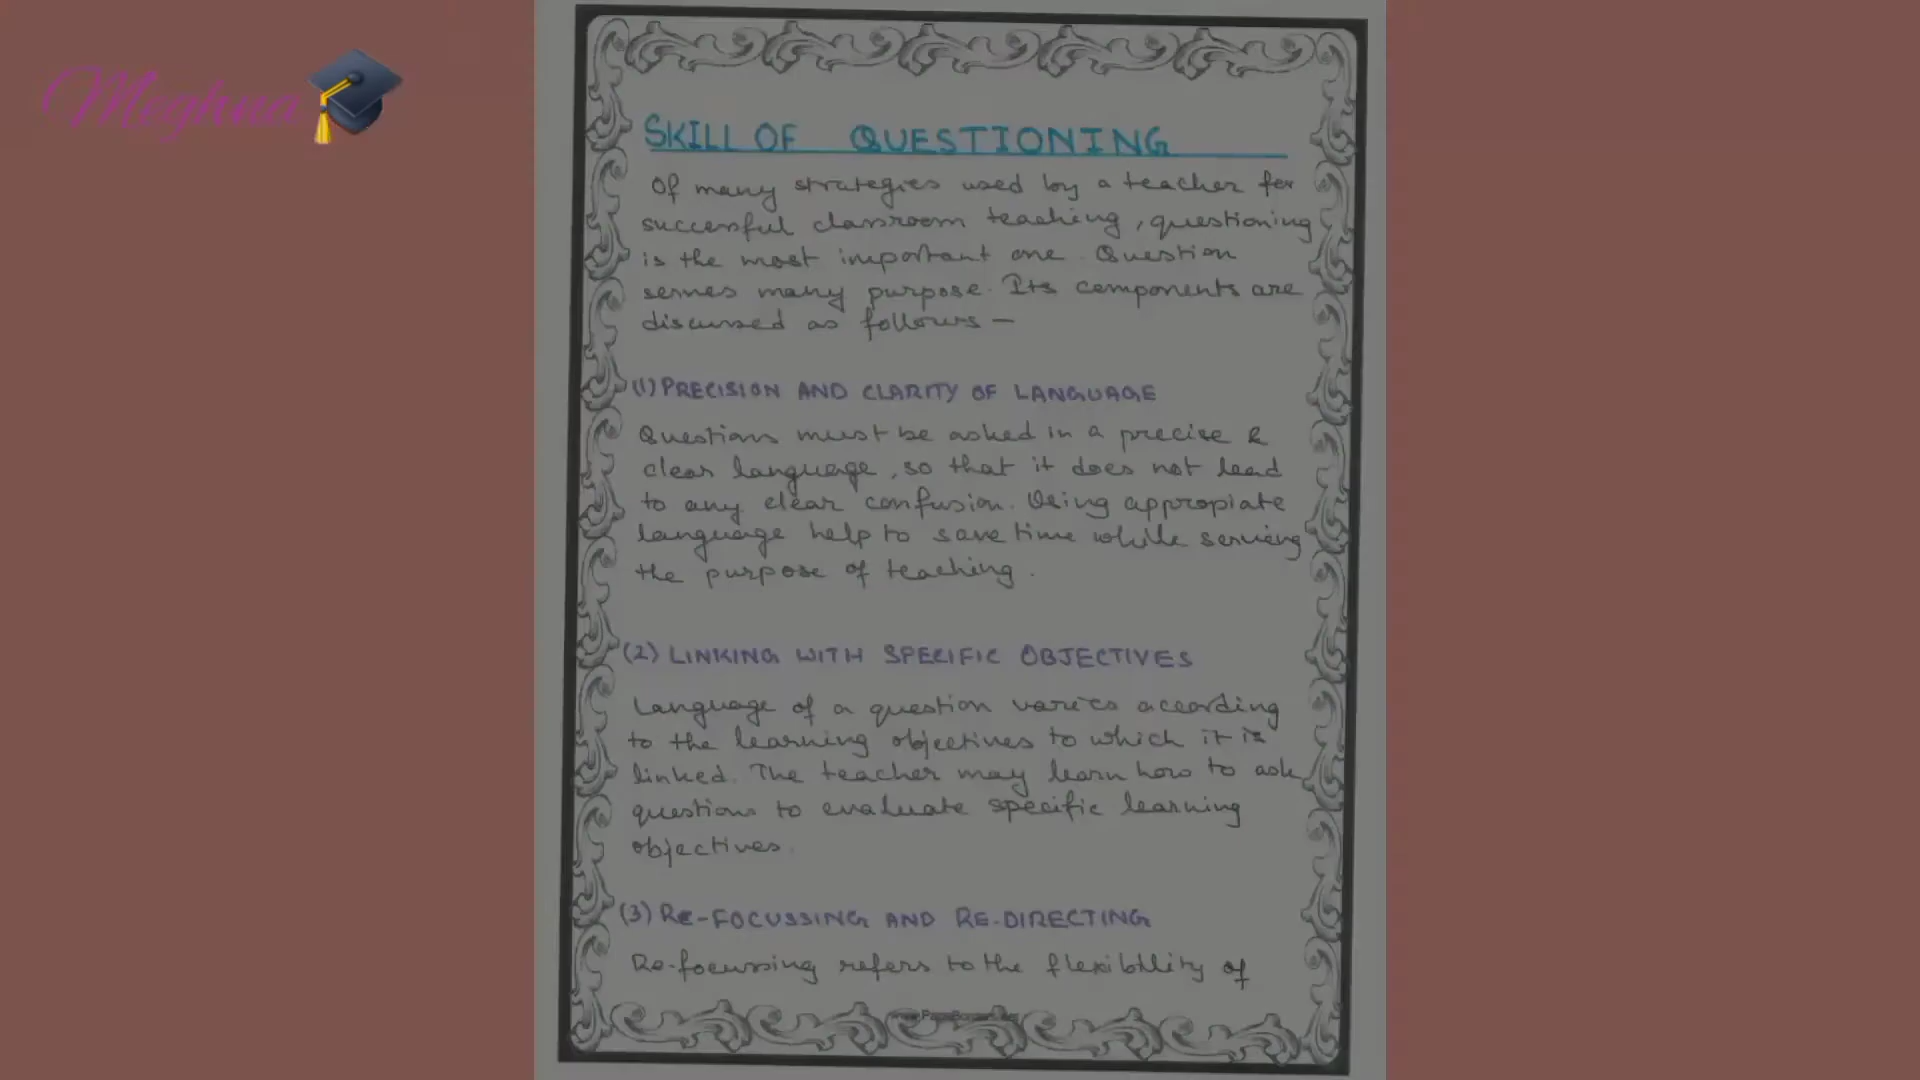 Meghna
SKILL OF QUESTIONING
Of many strategies used by a teacher for
successful classroom teaching, questioning
is the most important one. Question
serves many purpose. Its components are
discussed as follows —
(1) PRECISION AND CLARITY OF LANGUAGE
Questions must be asked in a precise &
clear language, so that it does not lead
to any clear confusion. Using appropiate
language help to save time while serving
the purpose of teaching.
(2) LINKING WITH SPECIFIC OBJECTIVES
Language of a question varies according
to the learning objectives to which it is
linked. The teacher may learn how to ask
questions to evaluate specific learning
objectives.
(3) RE-FOCUSSING AND RE-DIRECTING
Re-focussing refers to the flexibility of